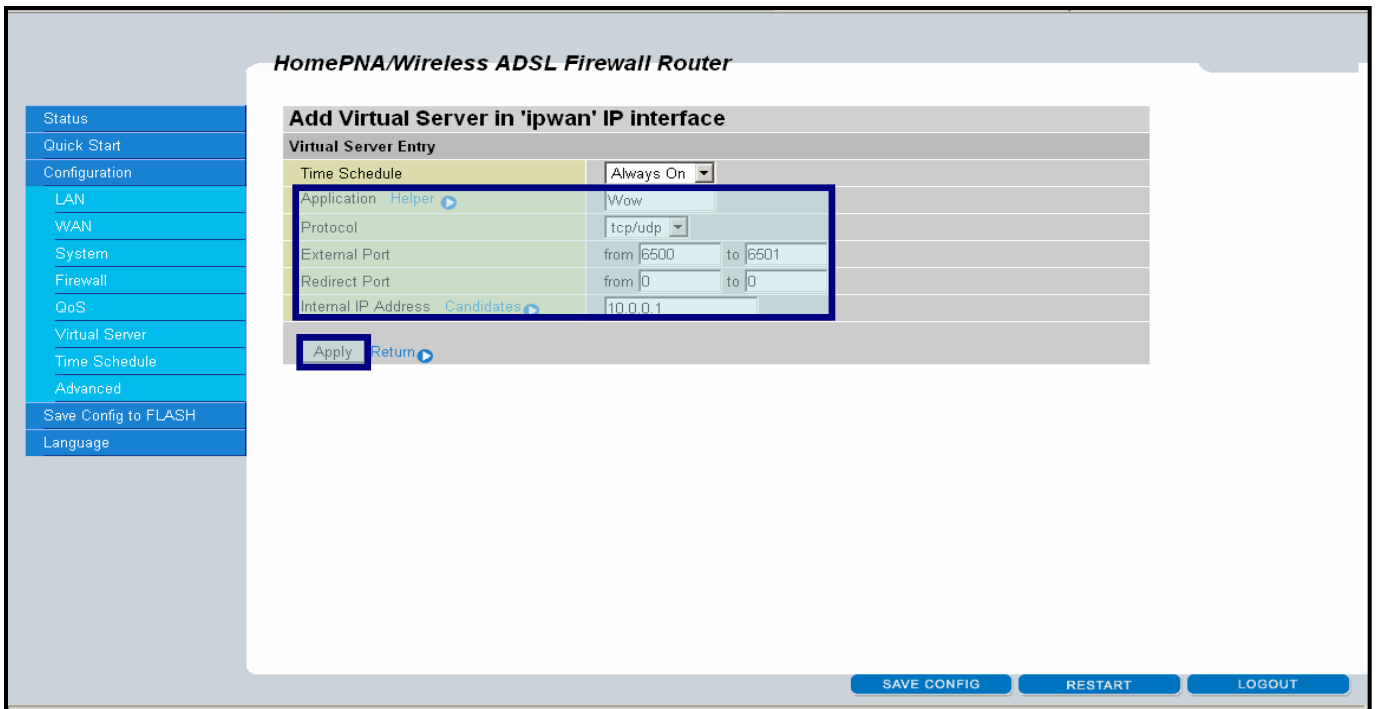 HomePNA/Wireless ADSL Firewall Router
Status
Quick Start
Configuration
LAN
WAN
System
Firewall
QoS
Virtual Server
Time Schedule
Advanced
Save Config to FLASH
Language
Add Virtual Server in 'ipwan' IP interface
Virtual Server Entry
Time Schedule Always On
Application Helper Wow
Protocol tcp/udp
External Port from 6500 to 6501
Redirect Port from 0 to 0
Internal IP Address Candidates 10.0.0.1
Apply Return
SAVE CONFIG RESTART LOGOUT